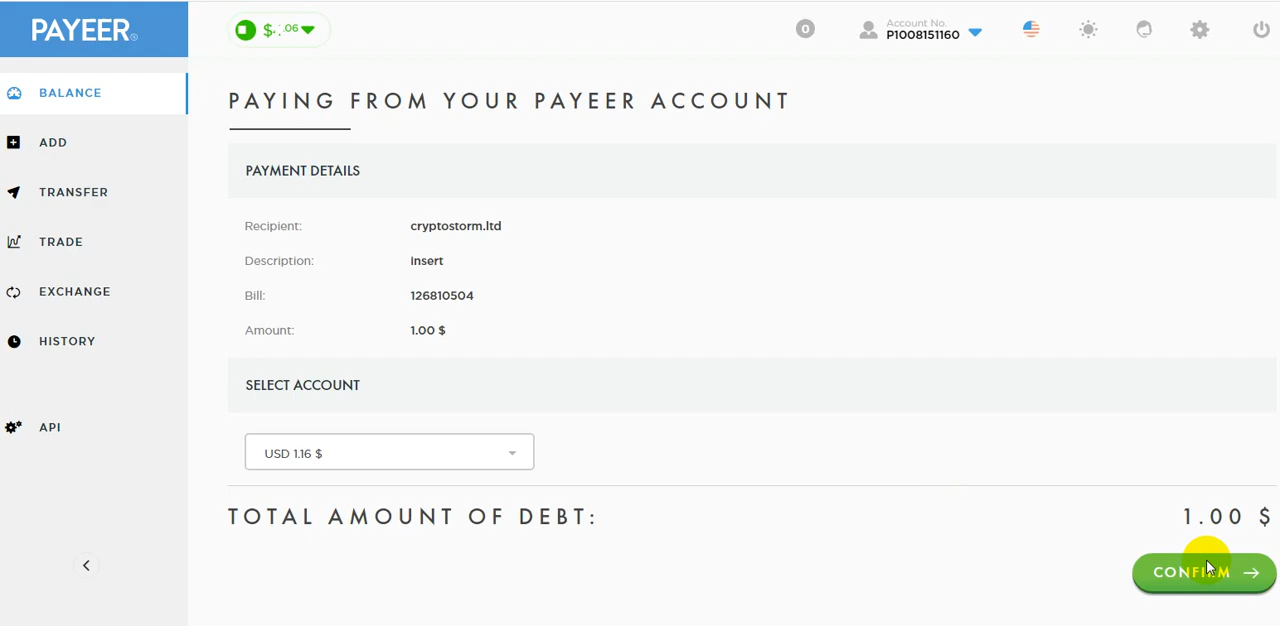 PAYEER®
0
Account No.
P1008151160
BALANCE
ADD
TRANSFER
TRADE
EXCHANGE
HISTORY
API
PAYING FROM YOUR PAYEER ACCOUNT
PAYMENT DETAILS
Recipient: cryptostorm.ltd
Description: insert
Bill: 126810504
Amount: 1.00 $
SELECT ACCOUNT
USD 1.16 $
TOTAL AMOUNT OF DEBT: 1.00 $
CONFIRM